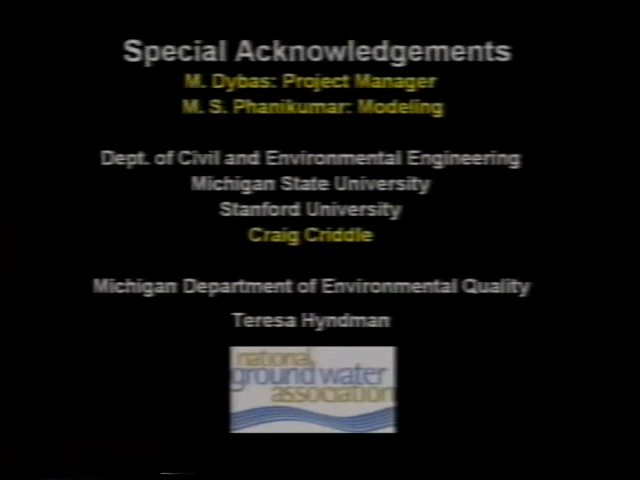 Special Acknowledgements
M. Dybas: Project Manager
M. S. Phanikumar: Modeling
Dept. of Civil and Environmental Engineering
Michigan State University
Stanford University
Craig Criddle
Michigan Department of Environmental Quality
Teresa Hyndman
national
ground water
association